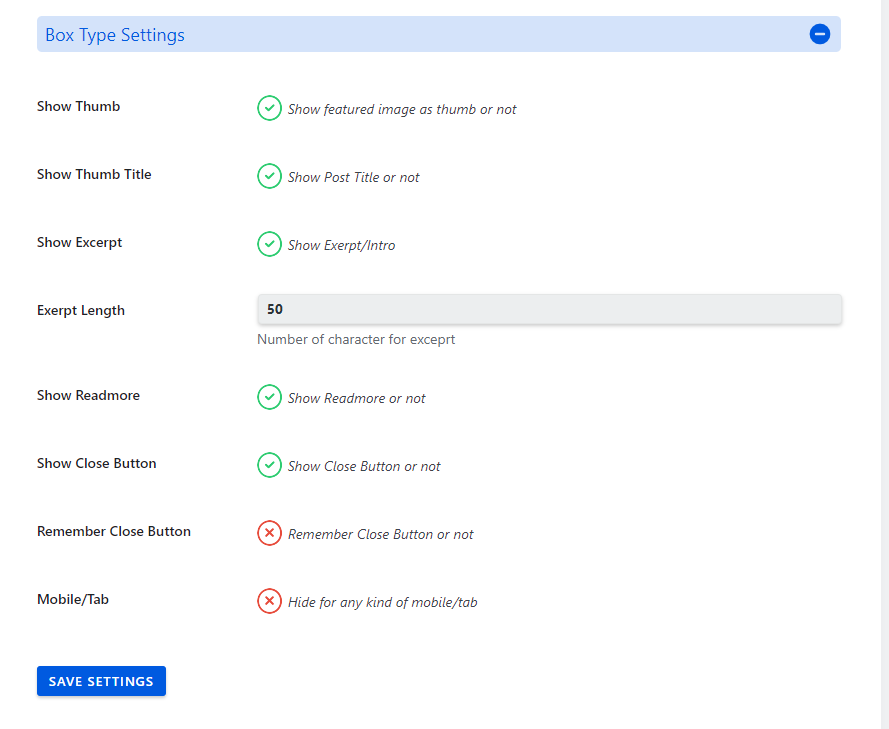 Box Type Settings
Show Thumb
Show featured image as thumb or not
Show Thumb Title
Show Post Title or not
Show Excerpt
Show Exerpt/Intro
Exerpt Length
50
Number of character for exceprt
Show Readmore
Show Readmore or not
Show Close Button
Show Close Button or not
Remember Close Button
Remember Close Button or not
Mobile/Tab
Hide for any kind of mobile/tab
SAVE SETTINGS